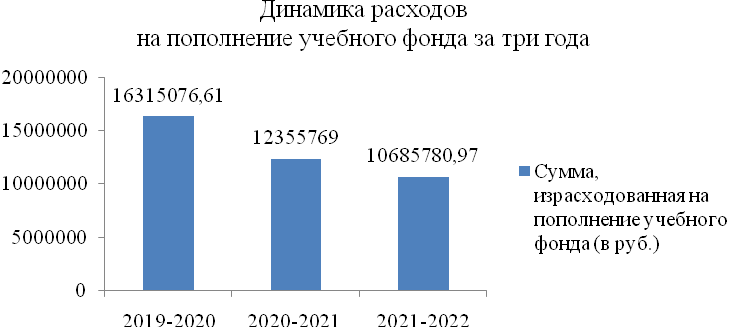 Динамика расходов
на пополнение учебного фонда за три года
20000000
15000000
10000000
5000000
0
16315076,61
12355769
10685780,97
2019-2020
2020-2021
2021-2022
Сумма,
израсходованная на
пополнение учебного
фонда (в руб.)